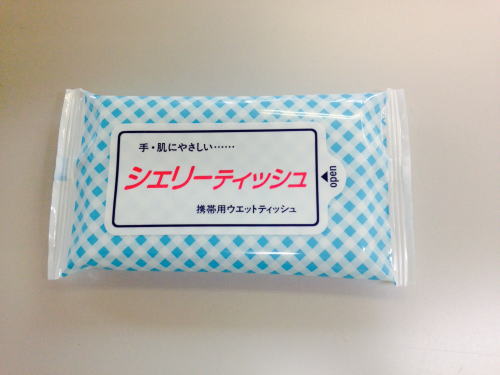 手・肌にやさしい……
シェリーティッシュ
携帯用ウエットティッシュ
◀open